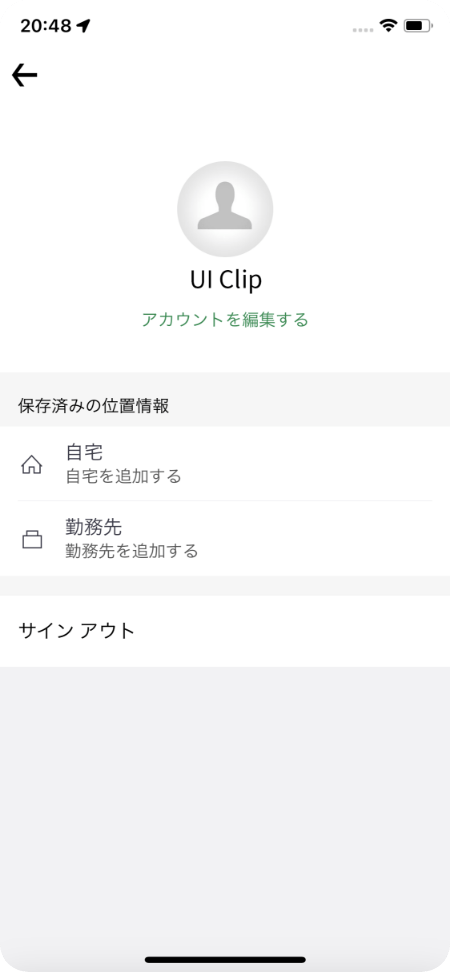 20:48
UI Clip
アカウントを編集する
保存済みの位置情報
自宅
自宅を追加する
勤務先
勤務先を追加する
サイン アウト